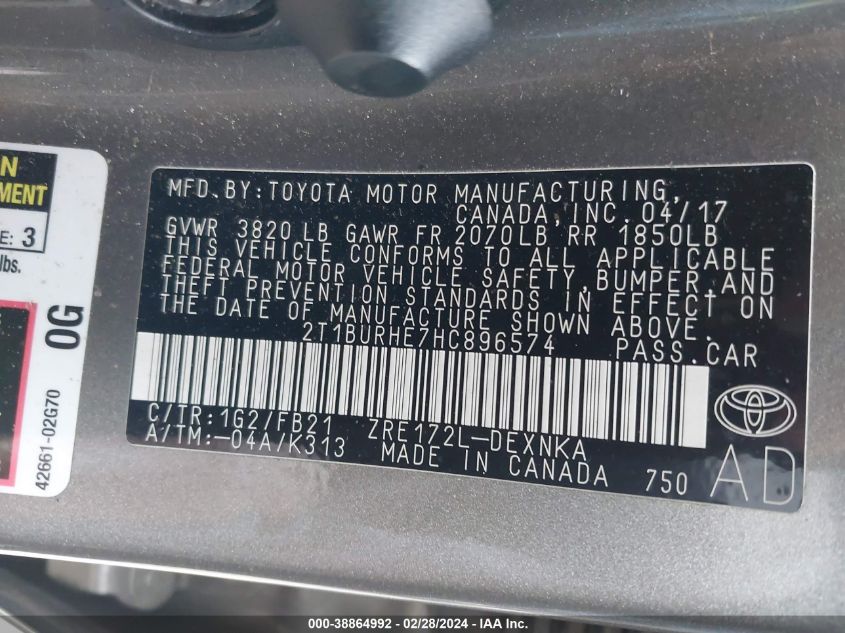 N
EMENT
E: 3
lbs.
0G
42661-02G70
MFD. BY: TOYOTA MOTOR MANUFACTURING,
CANADA, INC. 04/17
GVWR 3820 LB GAWR FR 2070LB RR 1850LB
THIS VEHICLE CONFORMS TO ALL APPLICABLE
FEDERAL MOTOR VEHICLE SAFETY, BUMPER, AND
THEFT PREVENTION STANDARDS IN EFFECT ON
THE DATE OF MANUFACTURE SHOWN ABOVE.
2T1BURHE7HC896574 PASS.CAR
C/TR: 1G2/FB21 ZRE172L-DEXNKA
A/TM: -04A/K313 MADE IN CANADA 750
AD
000-38864992 - 02/28/2024 - IAA Inc.